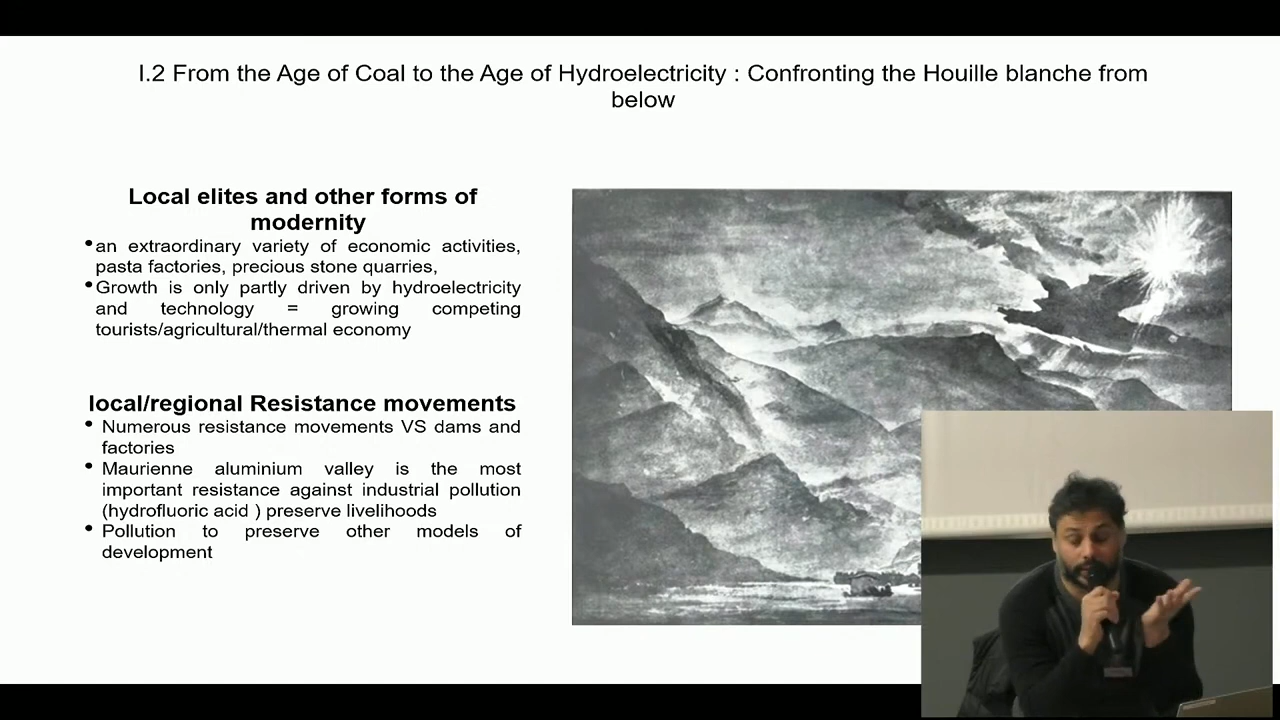 I.2 From the Age of Coal to the Age of Hydroelectricity : Confronting the Houille blanche from
below
Local elites and other forms of
modernity
•an extraordinary variety of economic activities,
pasta factories, precious stone quarries,
•Growth is only partly driven by hydroelectricity
and technology = growing competing
tourists/agricultural/thermal economy
local/regional Resistance movements
• Numerous resistance movements VS dams and
factories
• Maurienne aluminium valley is the most
important resistance against industrial pollution
(hydrofluoric acid ) preserve livelihoods
• Pollution to preserve other models of
development